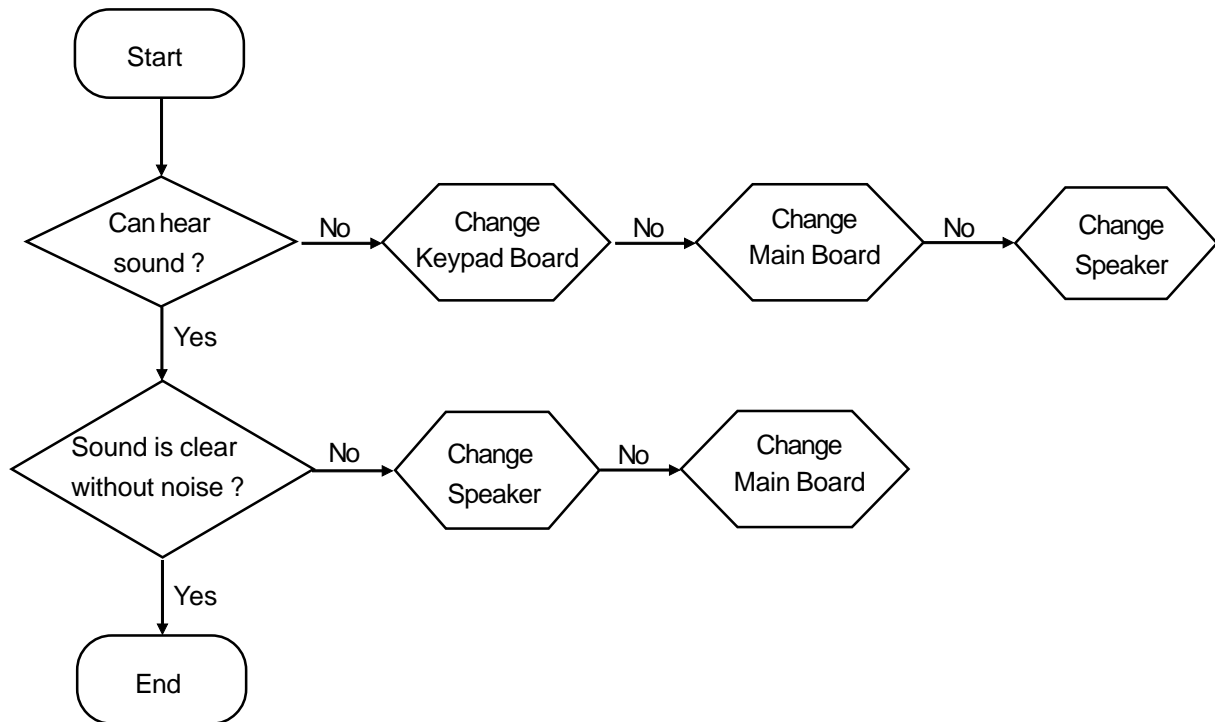 Start
Can hear
sound ?
No
Change
Keypad Board
No
Change
Main Board
No
Change
Speaker
Yes
Sound is clear
without noise ?
No
Change
Speaker
No
Change
Main Board
Yes
End